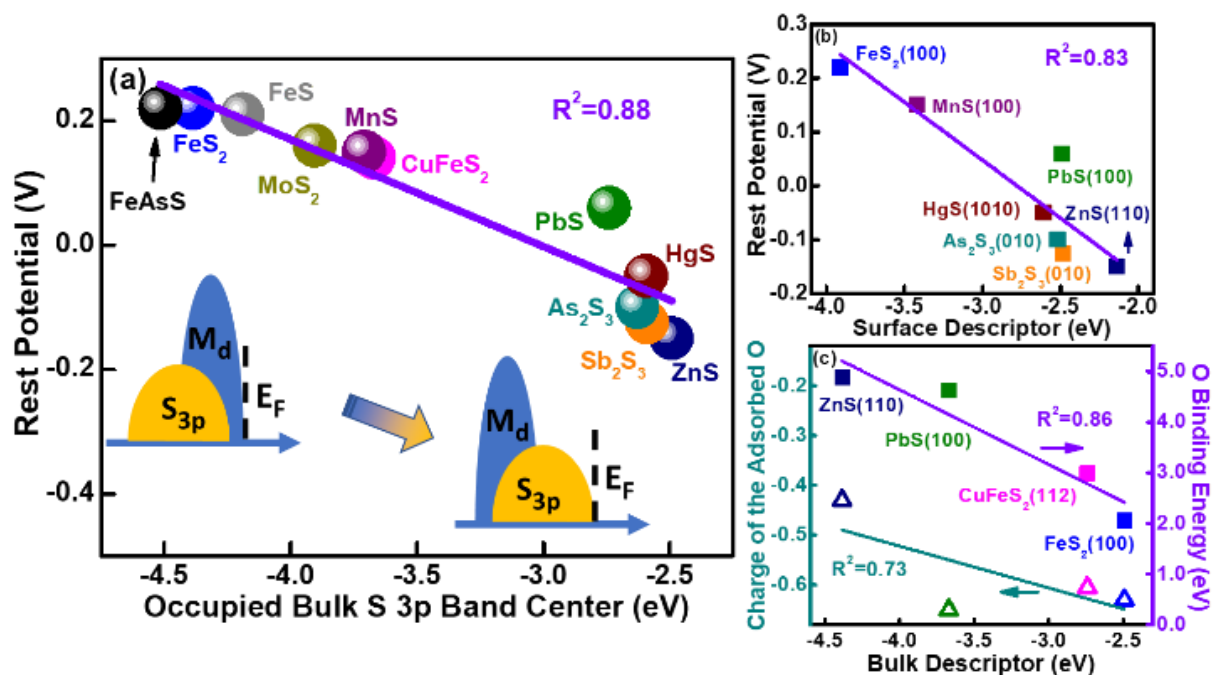 (a)
R²=0.88
FeAsS
FeS₂
FeS
MoS₂
MnS
CuFeS₂
PbS
HgS
As₂S₃
Sb₂S₃
ZnS
M_d
S₃ₚ
E_F
M_d
S₃ₚ
E_F
Rest Potential (V)
0.2
0.0
-0.2
-0.4
-4.5
-4.0
-3.5
-3.0
-2.5
Occupied Bulk S 3p Band Center (eV)
(b)
R²=0.83
FeS₂(100)
MnS(100)
PbS(100)
HgS(1010)
ZnS(110)
As₂S₃(010)
Sb₂S₃(010)
Rest Potential (V)
0.3
0.2
0.1
0.0
-0.1
-0.2
-4.0
-3.5
-3.0
-2.5
-2.0
Surface Descriptor (eV)
(c)
ZnS(110)
PbS(100)
R²=0.86
CuFeS₂(112)
FeS₂(100)
R²=0.73
Charge of the Adsorbed O
-0.2
-0.3
-0.4
-0.5
-0.6
O Binding Energy (eV)
5.0
4.0
3.0
2.0
1.0
0.0
-4.5
-4.0
-3.5
-3.0
-2.5
Bulk Descriptor (eV)